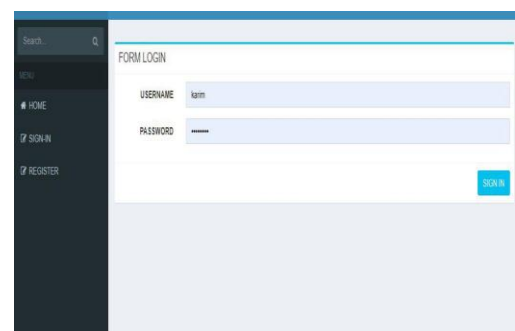 Search...
MENU
HOME
SIGN-IN
REGISTER
FORM LOGIN
USERNAME karim
PASSWORD ••••••••
SIGN IN